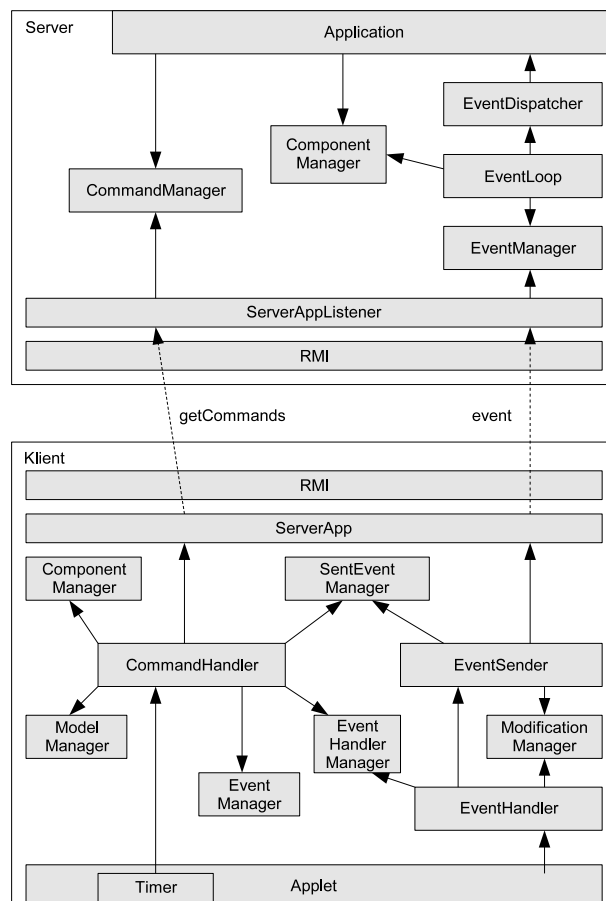 Server
Application
EventDispatcher
Component
Manager
EventLoop
CommandManager
EventManager
ServerAppListener
RMI
getCommands
event
Klient
RMI
ServerApp
Component
Manager
SentEvent
Manager
CommandHandler
EventSender
Model
Manager
Event
Handler
Manager
Modification
Manager
Event
Manager
EventHandler
Timer
Applet